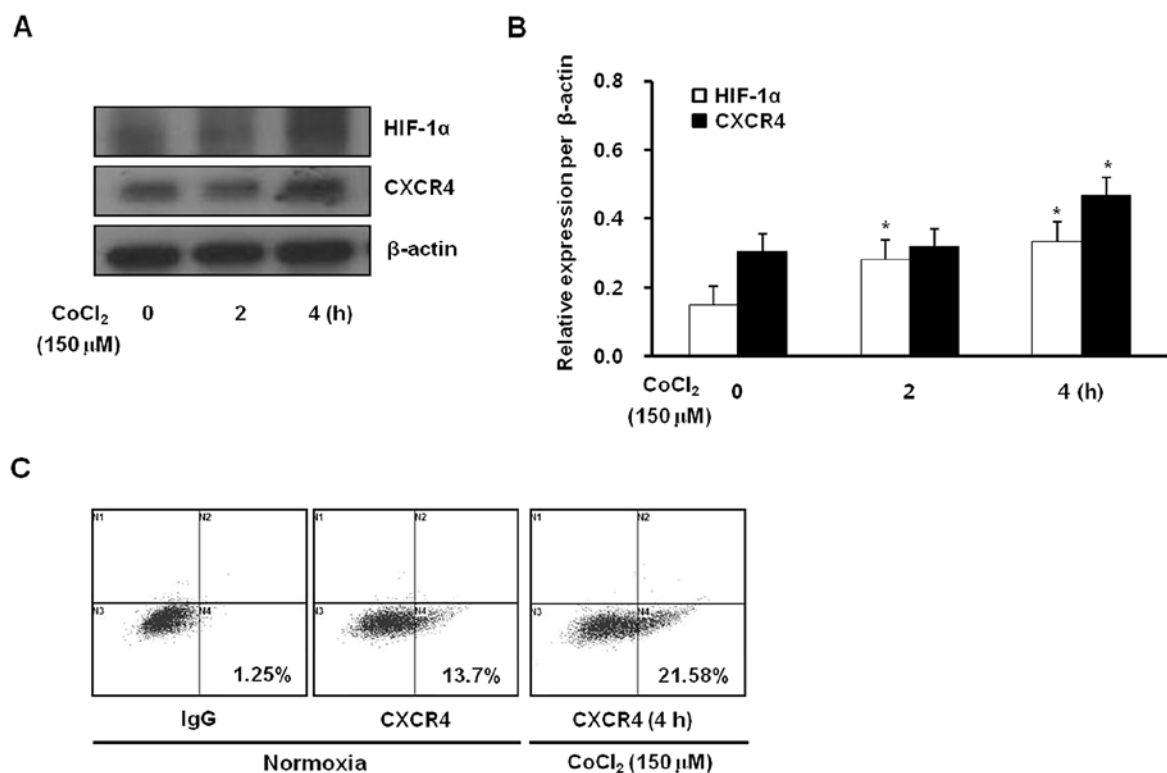 A
HIF-1α
CXCR4
β-actin
CoCl2 0 2 4 (h)
(150 μM)
B
Relative expression per β-actin
0.8
0.6
0.4
0.2
0.0
HIF-1α
CXCR4
*
*
*
CoCl2 0 2 4 (h)
(150 μM)
C
N1 N2
N3 N4
1.25%
N1 N2
N3 N4
13.7%
N1 N2
N3 N4
21.58%
IgG CXCR4 CXCR4 (4 h)
Normoxia CoCl2 (150 μM)